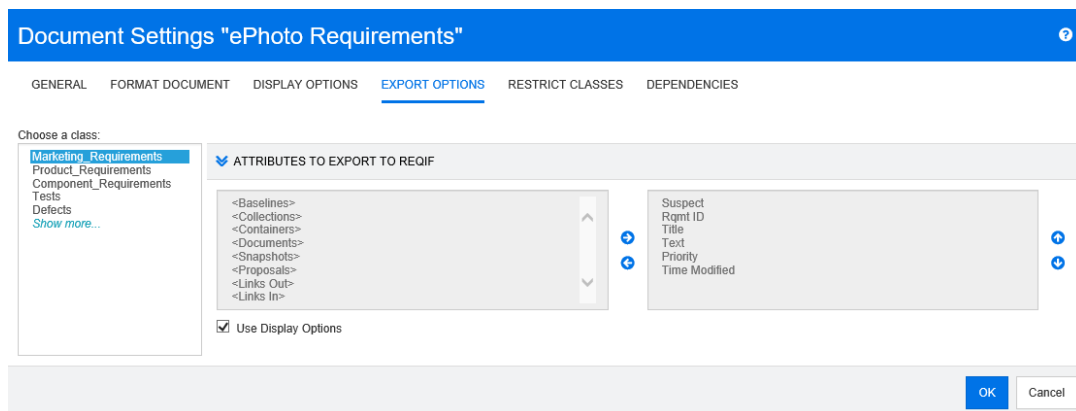 Document Settings "ePhoto Requirements"
?
GENERAL FORMAT DOCUMENT DISPLAY OPTIONS EXPORT OPTIONS RESTRICT CLASSES DEPENDENCIES
Choose a class:
Marketing_Requirements
Product_Requirements
Component_Requirements
Tests
Defects
Show more...
ATTRIBUTES TO EXPORT TO REQIF
<Baselines>
<Collections>
<Containers>
<Documents>
<Snapshots>
<Proposals>
<Links Out>
<Links In>
Suspect
Rqmt ID
Title
Text
Priority
Time Modified
Use Display Options
OK Cancel